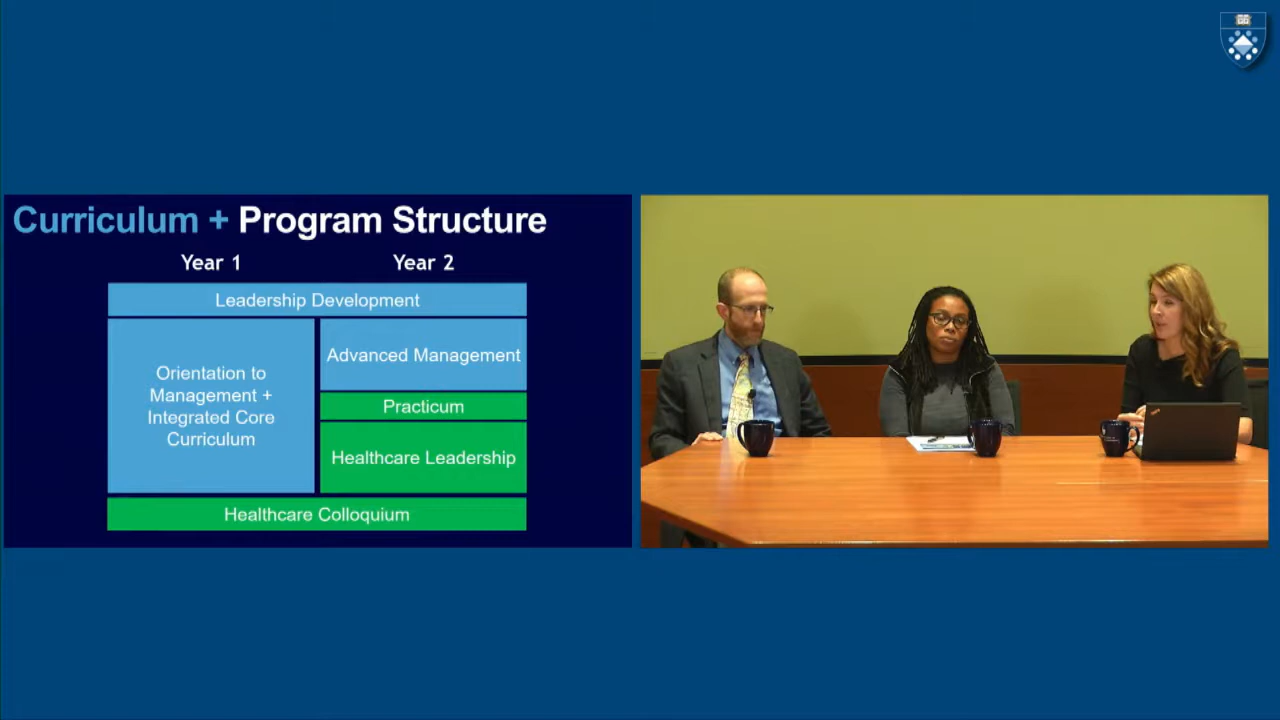 Curriculum + Program Structure
Year 1
Year 2
Leadership Development
Orientation to
Management +
Integrated Core
Curriculum
Advanced Management
Practicum
Healthcare Leadership
Healthcare Colloquium